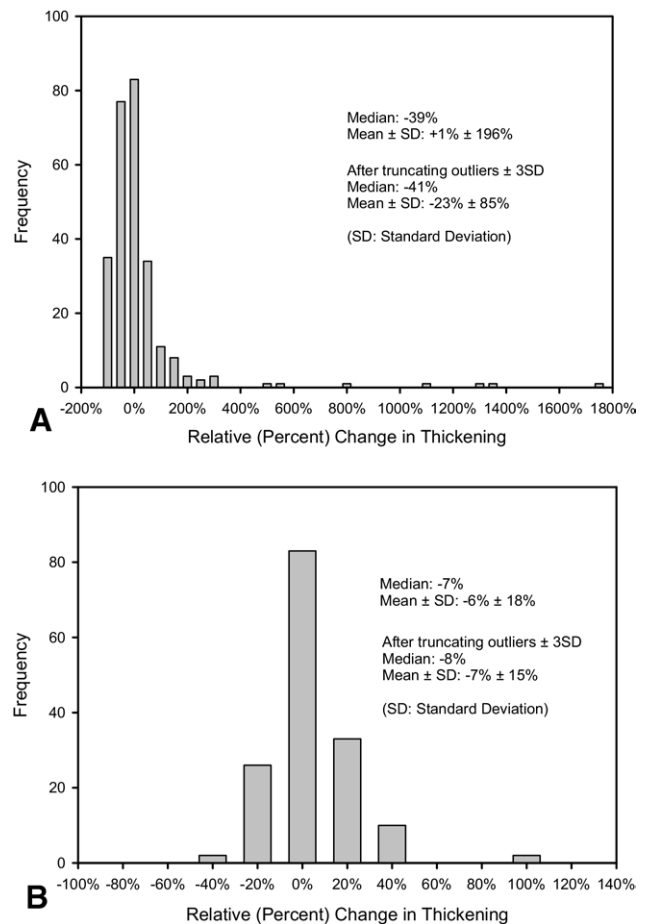 100
80
60
40
20
0
Frequency
Median: -39%
Mean ± SD: +1% ± 196%
After truncating outliers ± 3SD
Median: -41%
Mean ± SD: -23% ± 85%
(SD: Standard Deviation)
-200% 0% 200% 400% 600% 800% 1000% 1200% 1400% 1600% 1800%
A
Relative (Percent) Change in Thickening
100
80
60
40
20
0
Frequency
Median: -7%
Mean ± SD: -6% ± 18%
After truncating outliers ± 3SD
Median: -8%
Mean ± SD: -7% ± 15%
(SD: Standard Deviation)
-100% -80% -60% -40% -20% 0% 20% 40% 60% 80% 100% 120% 140%
B
Relative (Percent) Change in Thickening